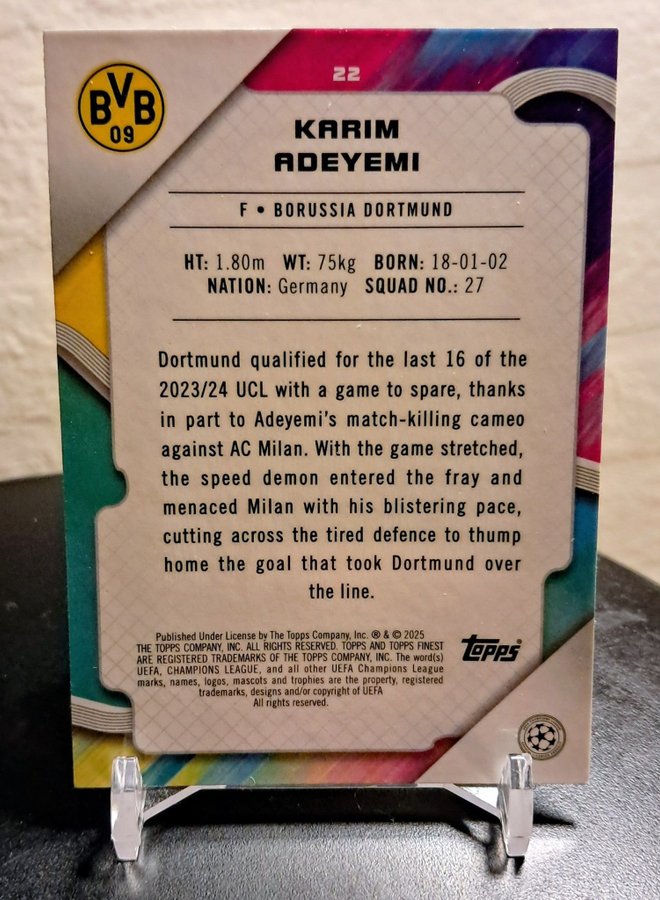 22
BVB
09
KARIM
ADEYEMI
F • BORUSSIA DORTMUND
HT: 1.80m WT: 75kg BORN: 18-01-02
NATION: Germany SQUAD NO.: 27
Dortmund qualified for the last 16 of the
2023/24 UCL with a game to spare, thanks
in part to Adeyemi's match-killing cameo
against AC Milan. With the game stretched,
the speed demon entered the fray and
menaced Milan with his blistering pace,
cutting across the tired defence to thump
home the goal that took Dortmund over
the line.
Published Under License by The Topps Company, Inc. ® & © 2025
THE TOPPS COMPANY, INC. ALL RIGHTS RESERVED. TOPPS AND TOPPS FINEST
ARE REGISTERED TRADEMARKS OF THE TOPPS COMPANY, INC. The word(s)
UEFA, CHAMPIONS LEAGUE, and all other UEFA Champions League
marks, names, logos, mascots and trophies are the property, registered
trademarks, designs and/or copyright of UEFA
All rights reserved.
Topps®